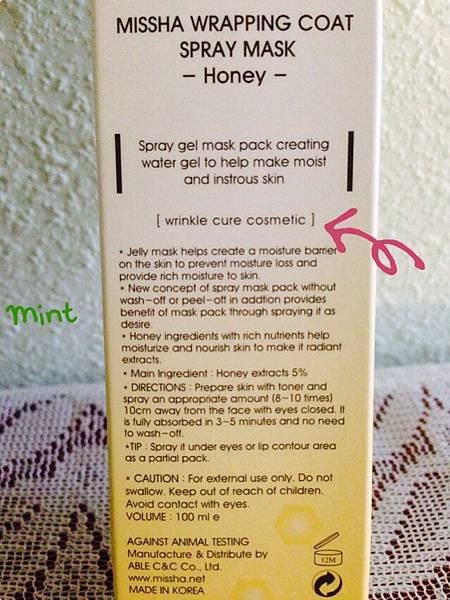 MISSHA WRAPPING COAT
SPRAY MASK
– Honey –
Spray gel mask pack creating
water gel to help make moist
and instrous skin
[ wrinkle cure cosmetic ]
* Jelly mask helps create a moisture barrier
on the skin to prevent moisture loss and
provide rich moisture to skin.
* New concept of spray mask pack without
wash-off or peel-off in addtion provides
benefit of mask pack through spraying it as
desire.
* Honey ingredients with rich nutrients help
moisturize and nourish skin to make it radiant
extracts.
* Main Ingredient : Honey extracts 5%
* DIRECTIONS : Prepare skin with toner and
spray an appropriate amount (8-10 times)
10cm away from the face with eyes closed. It
is fully absorbed in 3-5 minutes and no need
to wash-off.
*TIP : Spray it under eyes or lip contour area
as a partial pack.
* CAUTION : For external use only. Do not
swallow. Keep out of reach of children.
Avoid contact with eyes.
VOLUME : 100 ml e
AGAINST ANIMAL TESTING
Manufacture & Distribute by
ABLE C&C Co., Ltd.
www.missha.net
MADE IN KOREA
12M
mint